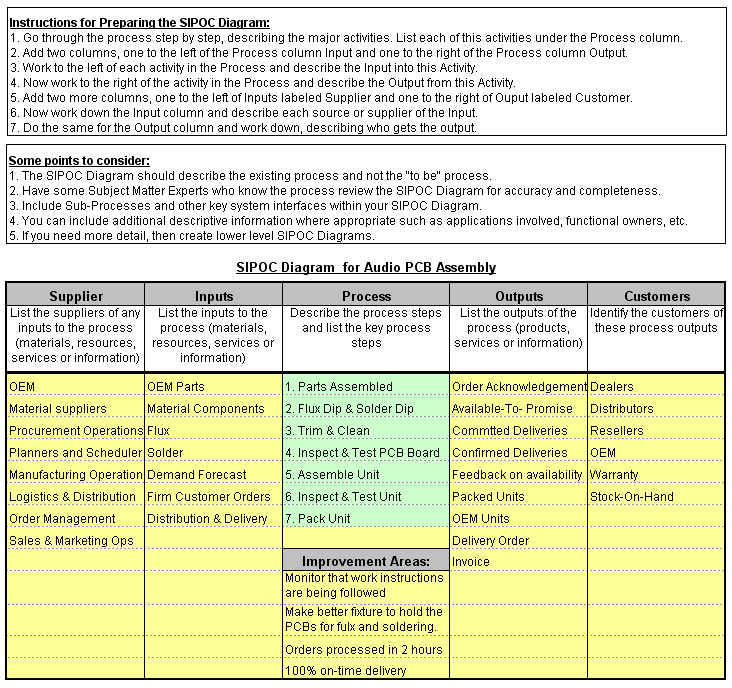 Instructions for Preparing the SIPOC Diagram:
1. Go through the process step by step, describing the major activities. List each of this activities under the Process column.
2. Add two columns, one to the left of the Process column Input and one to the right of the Process column Output.
3. Work to the left of each activity in the Process and describe the Input into this Activity.
4. Now work to the right of the activity in the Process and describe the Output from this Activity.
5. Add two more columns, one to the left of Inputs labeled Supplier and one to the right of Ouput labeled Customer.
6. Now work down the Input column and describe each source or supplier of the Input.
7. Do the same for the Output column and work down, describing who gets the output.
Some points to consider:
1. The SIPOC Diagram should describe the existing process and not the "to be" process.
2. Have some Subject Matter Experts who know the process review the SIPOC Diagram for accuracy and completeness.
3. Include Sub-Processes and other key system interfaces within your SIPOC Diagram.
4. You can include additional descriptive information where appropriate such as applications involved, functional owners, etc.
5. If you need more detail, then create lower level SIPOC Diagrams.
SIPOC Diagram for Audio PCB Assembly
Supplier Inputs Process Outputs Customers
List the suppliers of any List the inputs to the Describe the process steps List the outputs of the Identify the customers of
inputs to the process process (materials, and list the key process process (products, these process outputs
(materials, resources, resources, services or steps services or information)
services or information) information)
OEM OEM Parts 1. Parts Assembled Order Acknowledgement Dealers
Material suppliers Material Components 2. Flux Dip & Solder Dip Available-To- Promise Distributors
Procurement Operations Flux 3. Trim & Clean Committed Deliveries Resellers
Planners and Scheduler Solder 4. Inspect & Test PCB Board Confirmed Deliveries OEM
Manufacturing Operation Demand Forecast 5. Assemble Unit Feedback on availability Warranty
Logistics & Distribution Firm Customer Orders 6. Inspect & Test Unit Packed Units Stock-On-Hand
Order Management Distribution & Delivery 7. Pack Unit OEM Units
Sales & Marketing Ops Delivery Order
Improvement Areas: Invoice
Monitor that work instructions
are being followed
Make better fixture to hold the
PCBs for fulx and soldering.
Orders processed in 2 hours
100% on-time delivery